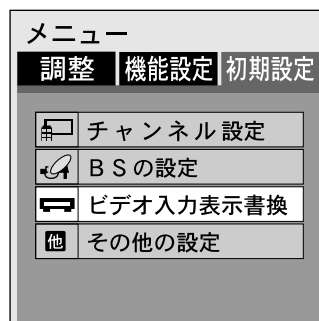 メニュー
調整 機能設定 初期設定
チャンネル設定
BSの設定
ビデオ入力表示書換
他 その他の設定